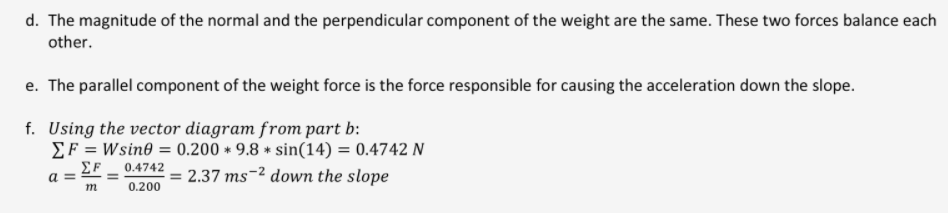 d. The magnitude of the normal and the perpendicular component of the weight are the same. These two forces balance each
other.
e. The parallel component of the weight force is the force responsible for causing the acceleration down the slope.
f. Using the vector diagram from part b:
∑F = Wsinθ = 0.200 * 9.8 * sin(14) = 0.4742 N
a = ∑F/m = 0.4742/0.200 = 2.37 ms⁻² down the slope